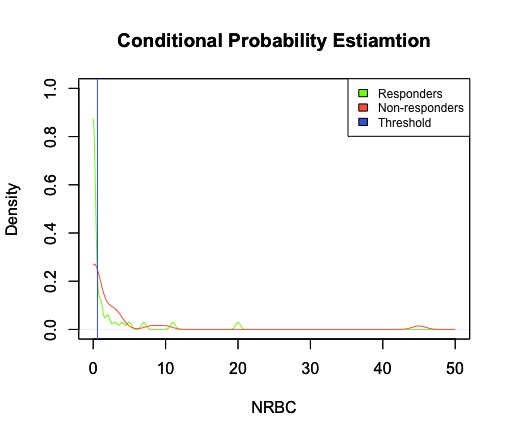 Conditional Probability Estiamtion
Responders
Non-responders
Threshold
Density
1.0
0.8
0.6
0.4
0.2
0.0
0 10 20 30 40 50
NRBC